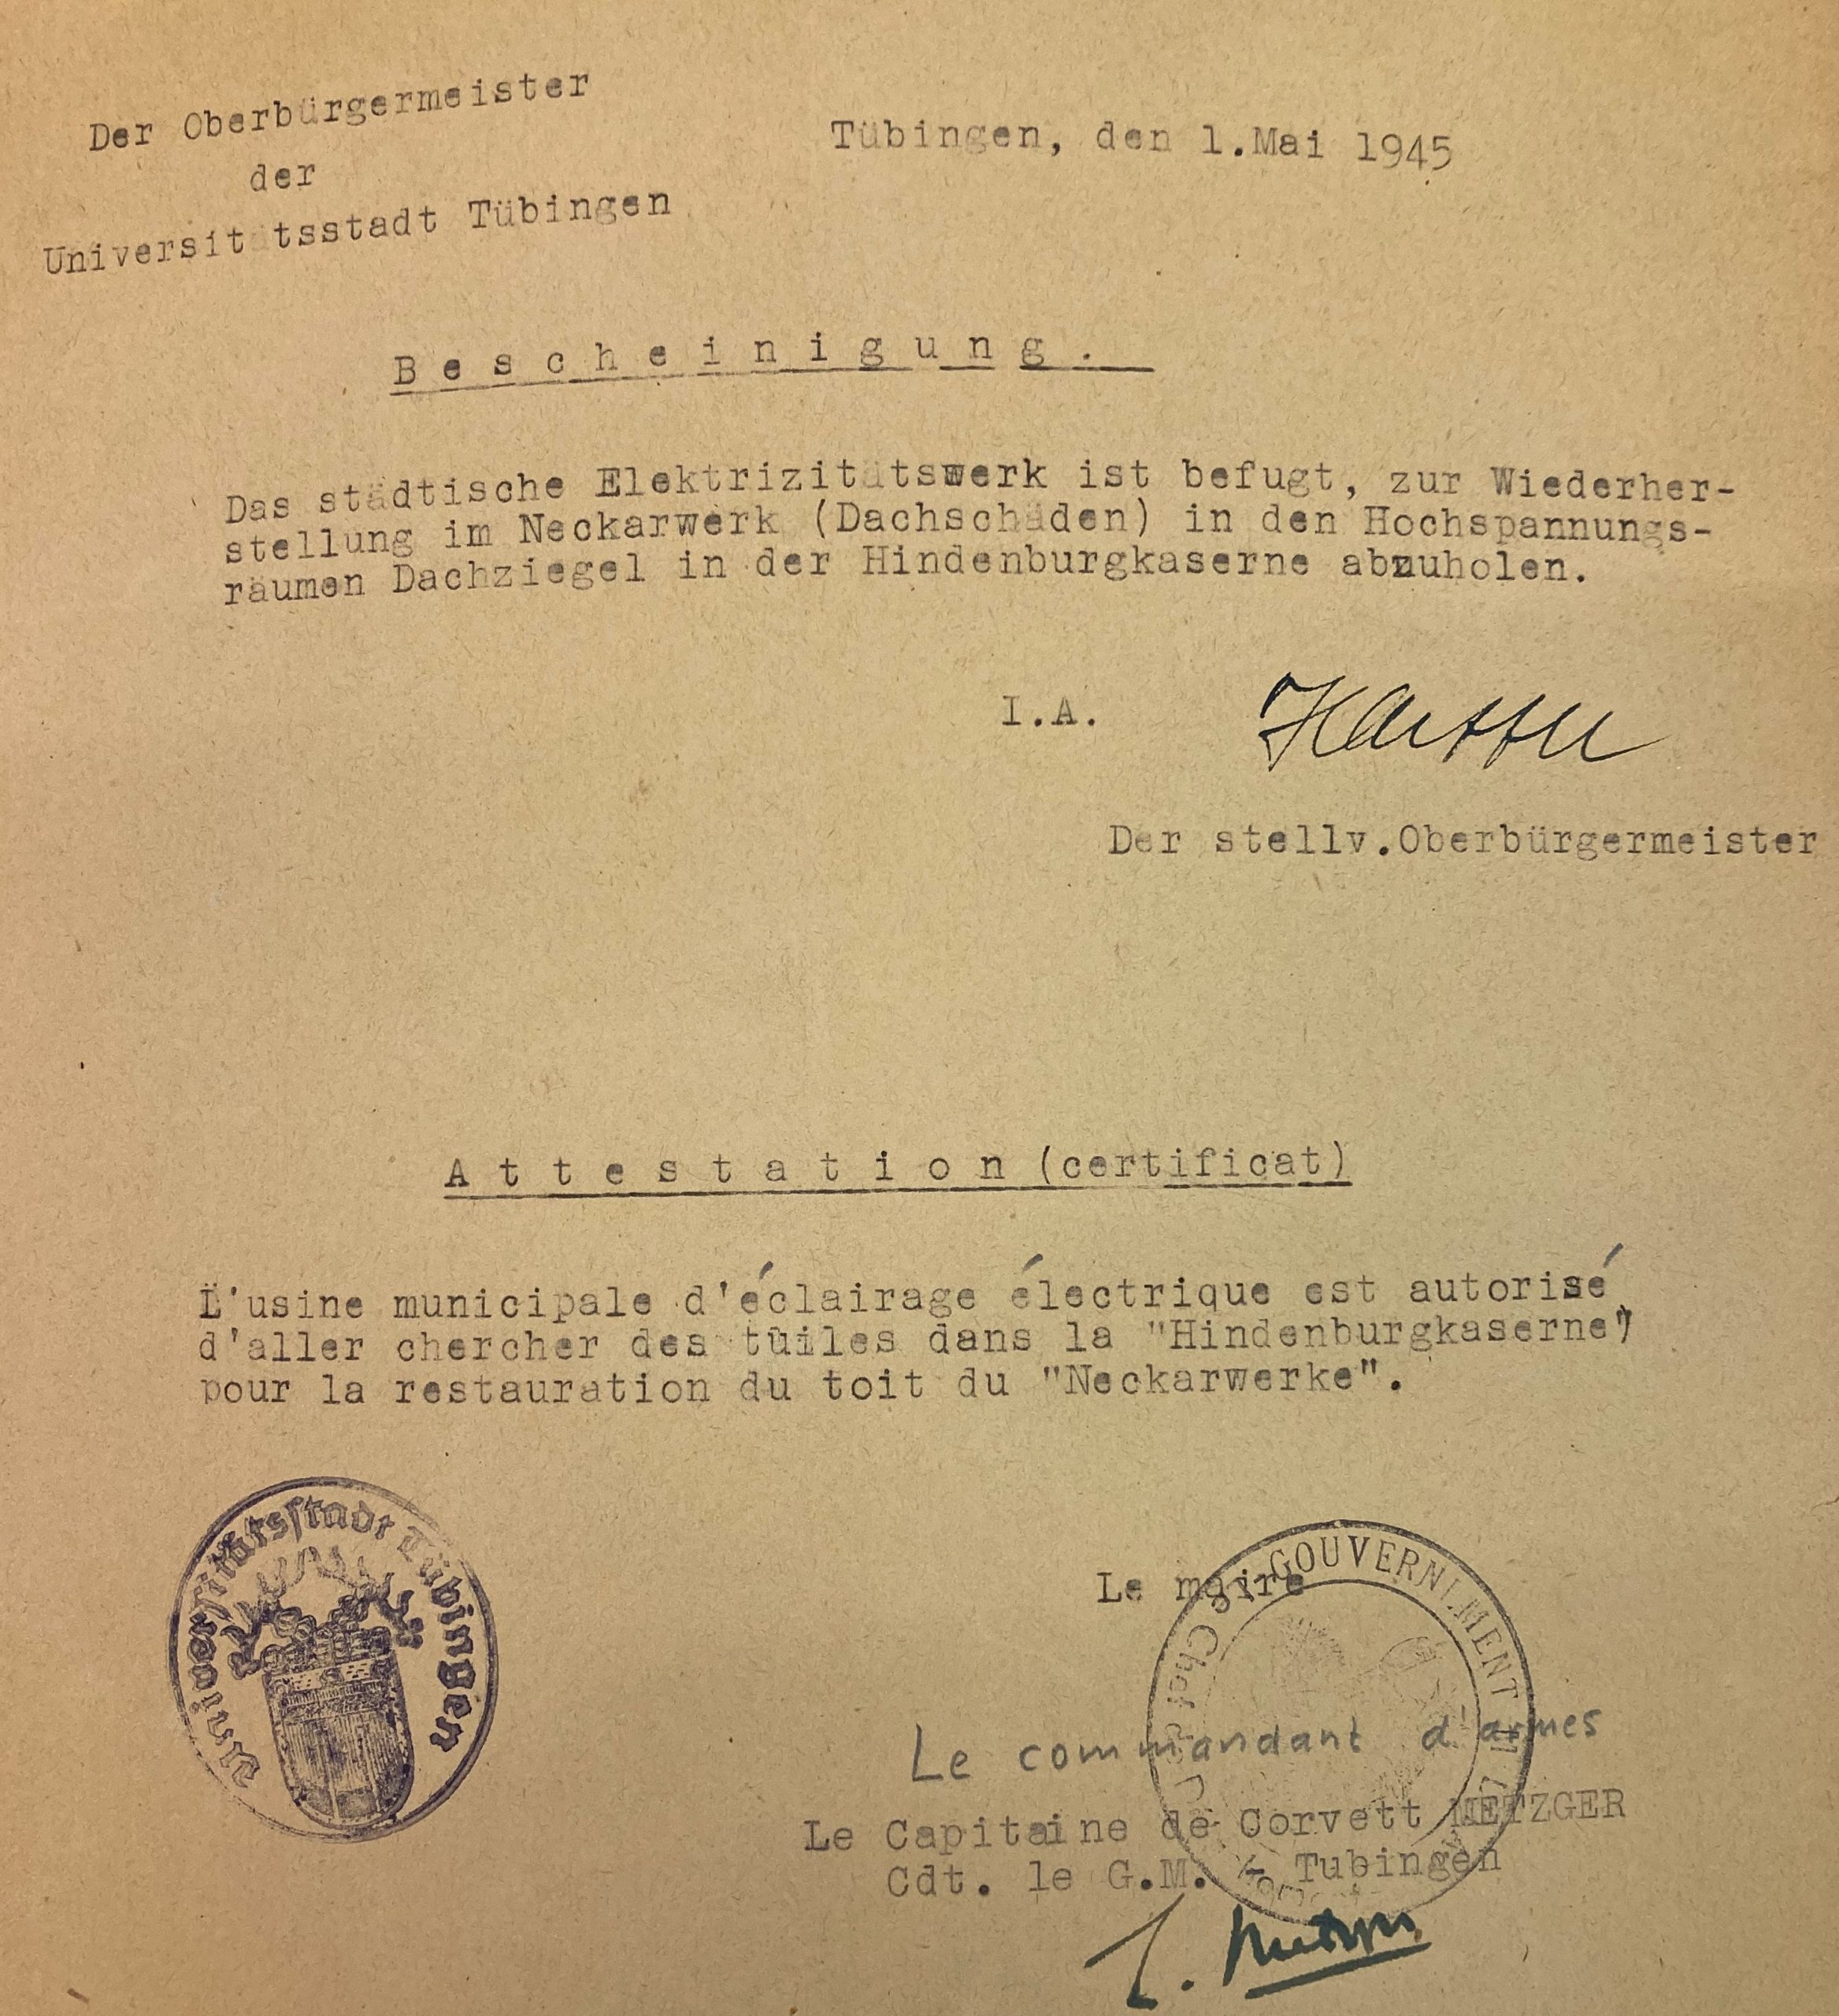 Der Oberbürgermeister
der
Universitätsstadt Tübingen
Tübingen, den 1.Mai 1945
B e s c h e i n i g u n g .
Das städtische Elektrizitätswerk ist befugt, zur Wiederher-
stellung im Neckarwerk (Dachschäden) in den Hochspannungs-
räumen Dachziegel in der Hindenburgkaserne abzuholen.
I.A.
Der stellv.Oberbürgermeister
A t t e s t a t i o n (certificat)
L'usine municipale d'éclairage électrique est autorisé
d'aller chercher des tuiles dans la "Hindenburgkaserne")
pour la restauration du toit du "Neckarwerke".
Universitätsstadt Tübingen
Le maire
GOUVERNEMENT
Le commandant d'armes
Le Capitaine de Corvett METZGER
Cdt. le G.M. Tubingen